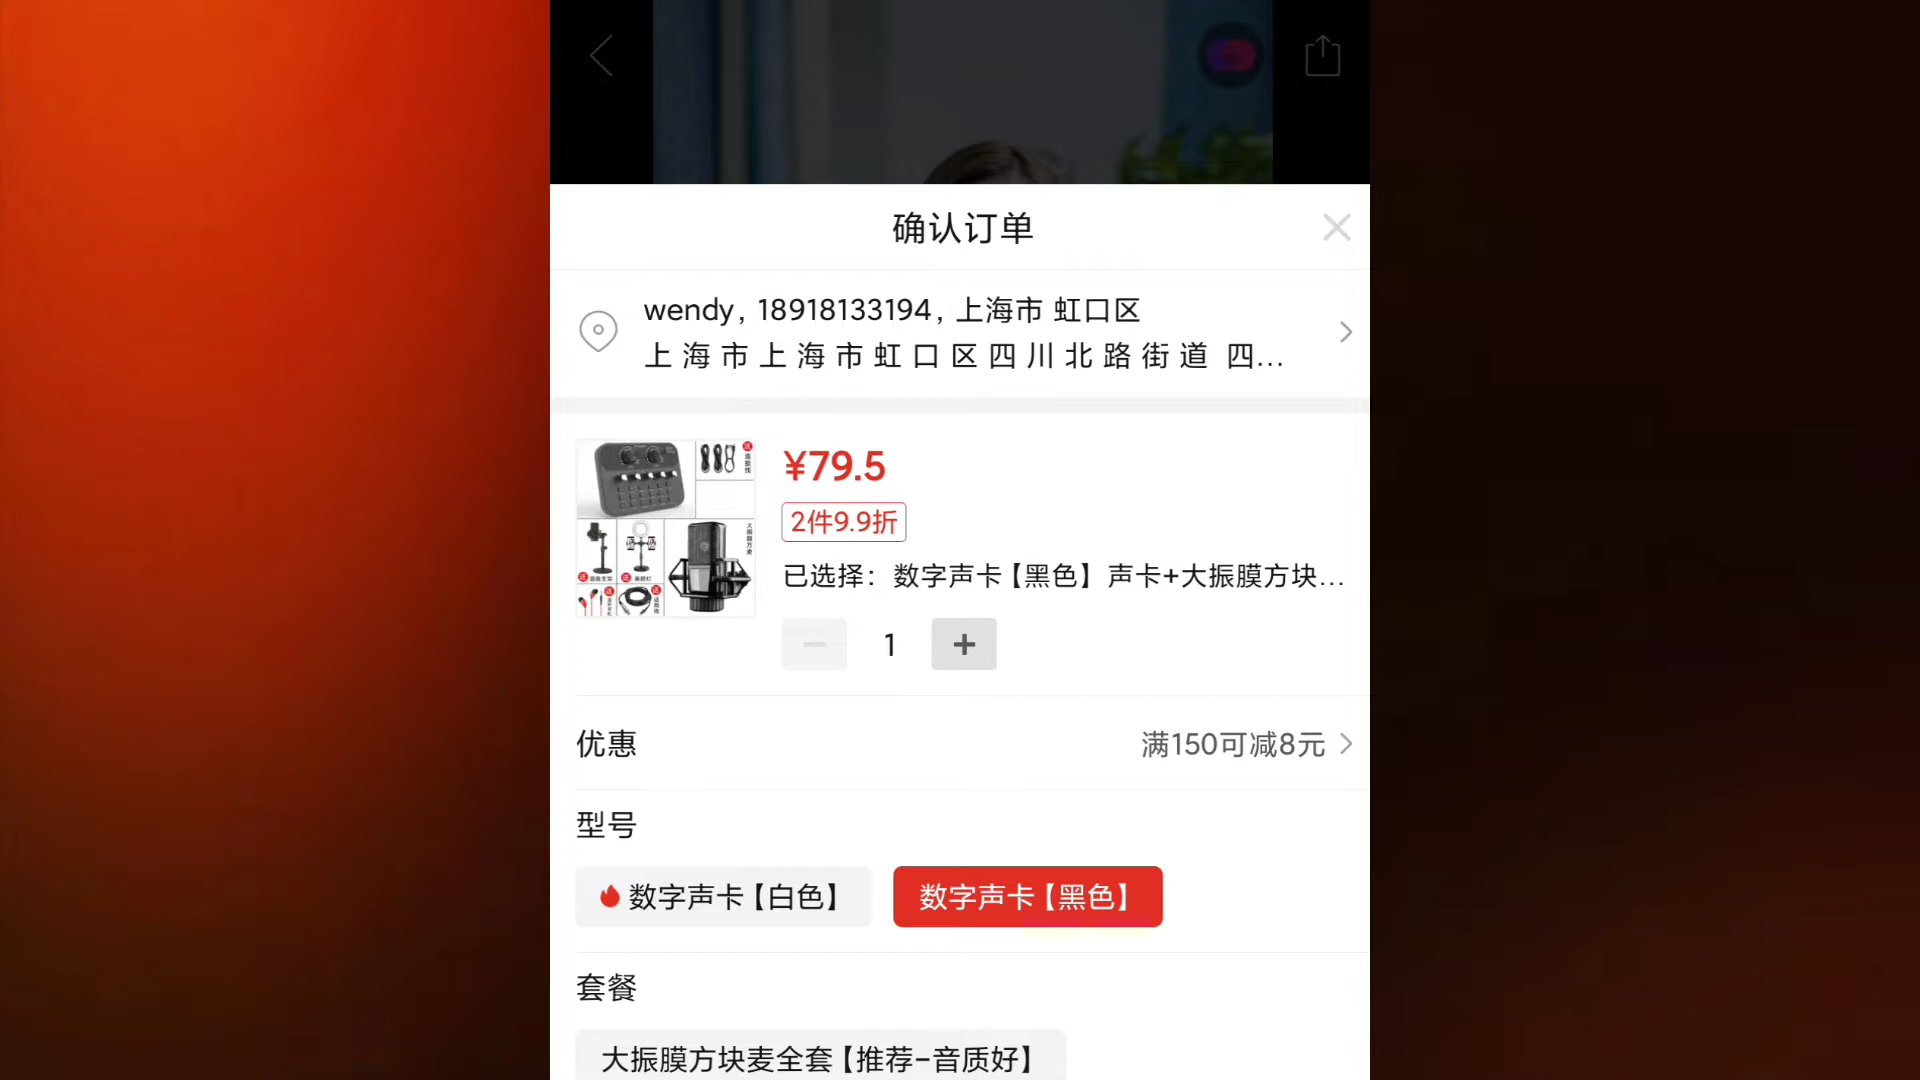 确认订单
wendy, 18918133194, 上海市 虹口区
上海市上海市虹口区四川北路街道 四...
¥79.5
2件9.9折
已选择: 数字声卡【黑色】声卡+大振膜方块...
1
优惠
满150可减8元
型号
数字声卡【白色】
数字声卡【黑色】
套餐
大振膜方块麦全套【推荐-音质好】